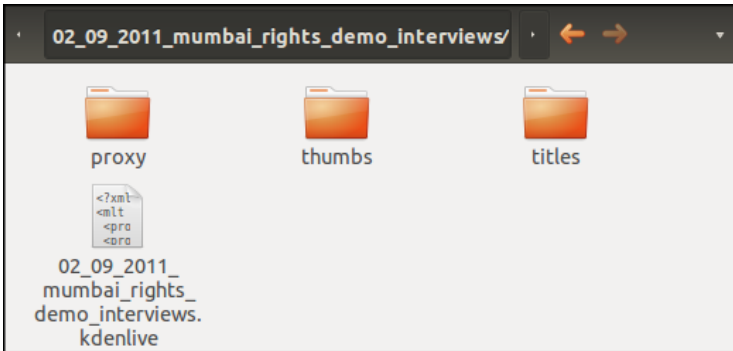 02_09_2011_mumbai_rights_demo_interviews/
proxy
thumbs
titles
<?xml
<mlt
<pro
<pro
02_09_2011_
mumbai_rights_
demo_interviews.
kdenlive